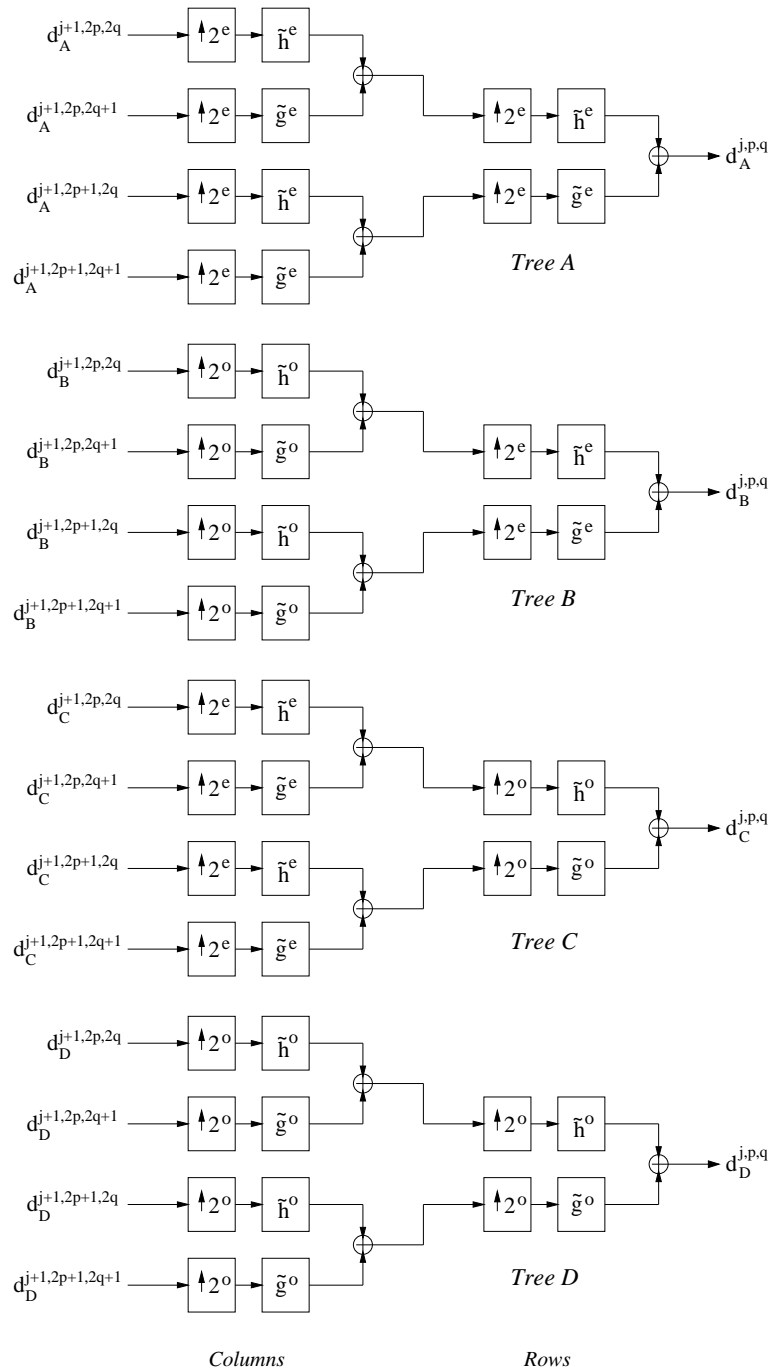 d_A^{j+1,2p,2q} ↑2^e h̃^e
d_A^{j+1,2p,2q+1} ↑2^e g̃^e ↑2^e h̃^e
d_A^{j,p,q}
d_A^{j+1,2p+1,2q} ↑2^e h̃^e ↑2^e g̃^e
d_A^{j+1,2p+1,2q+1} ↑2^e g̃^e Tree A
d_B^{j+1,2p,2q} ↑2^o h̃^o
d_B^{j+1,2p,2q+1} ↑2^o g̃^o ↑2^e h̃^e
d_B^{j,p,q}
d_B^{j+1,2p+1,2q} ↑2^o h̃^o ↑2^e g̃^e
d_B^{j+1,2p+1,2q+1} ↑2^o g̃^o Tree B
d_C^{j+1,2p,2q} ↑2^e h̃^e
d_C^{j+1,2p,2q+1} ↑2^e g̃^e ↑2^o h̃^o
d_C^{j,p,q}
d_C^{j+1,2p+1,2q} ↑2^e h̃^e ↑2^o g̃^o
d_C^{j+1,2p+1,2q+1} ↑2^e g̃^e Tree C
d_D^{j+1,2p,2q} ↑2^o h̃^o
d_D^{j+1,2p,2q+1} ↑2^o g̃^o ↑2^o h̃^o
d_D^{j,p,q}
d_D^{j+1,2p+1,2q} ↑2^o h̃^o ↑2^o g̃^o
d_D^{j+1,2p+1,2q+1} ↑2^o g̃^o Tree D
Columns Rows